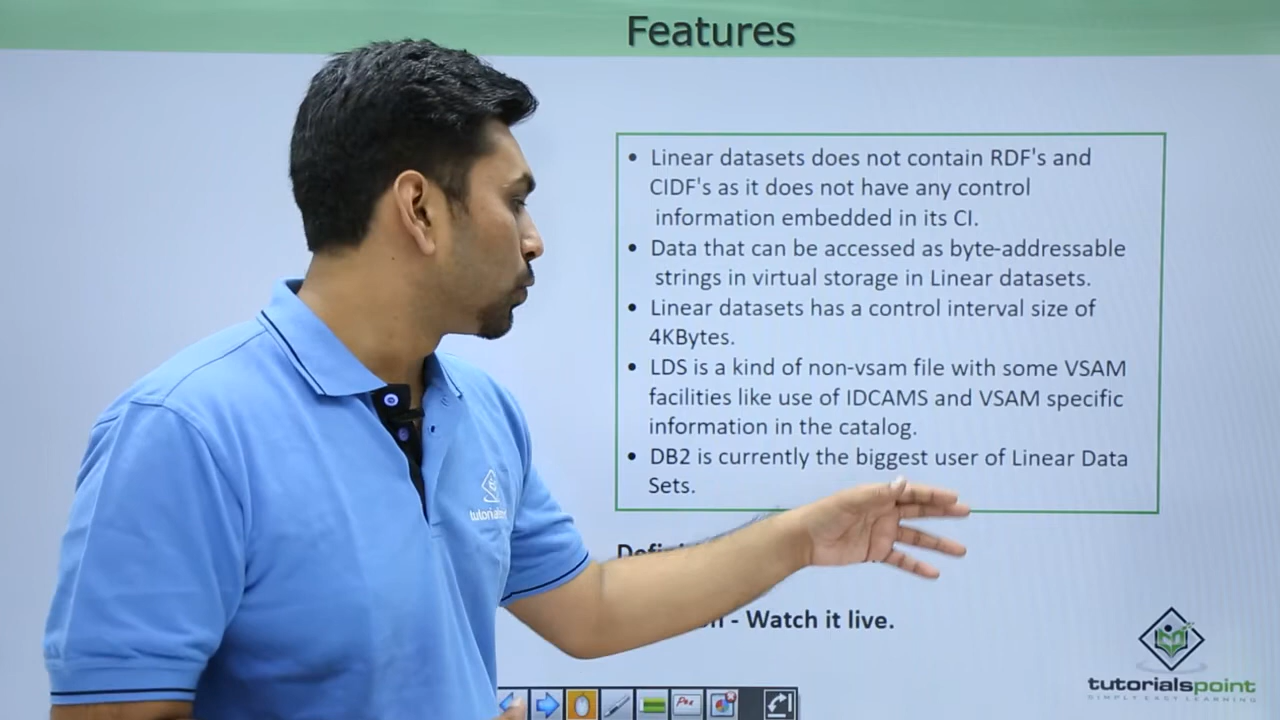 Features
• Linear datasets does not contain RDF's and
CIDF's as it does not have any control
information embedded in its CI.
• Data that can be accessed as byte-addressable
strings in virtual storage in Linear datasets.
• Linear datasets has a control interval size of
4KBytes.
• LDS is a kind of non-vsam file with some VSAM
facilities like use of IDCAMS and VSAM specific
information in the catalog.
• DB2 is currently the biggest user of Linear Data
Sets.
- Watch it live.
tutorialspoint
SIMPLY EASY LEARNING